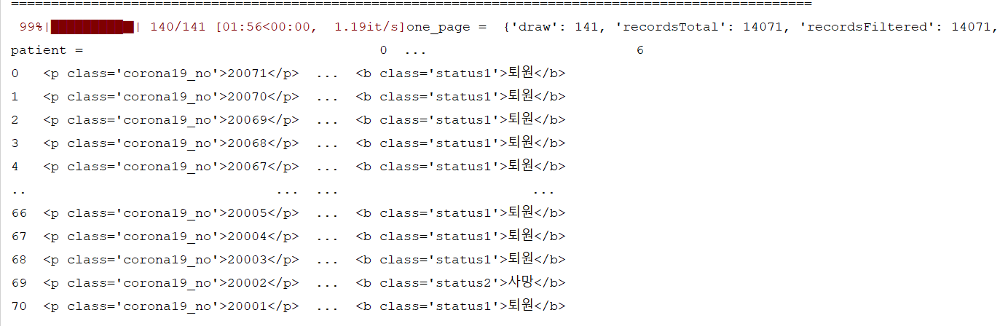 ====================================================================================================
99%|█████████▉| 140/141 [01:56<00:00,  1.19it/s]one_page =  {'draw': 141, 'recordsTotal': 14071, 'recordsFiltered': 14071,
patient =                                     0  ...                          6
0   <p class='corona19_no'>20071</p>  ...  <b class='status1'>퇴원</b>
1   <p class='corona19_no'>20070</p>  ...  <b class='status1'>퇴원</b>
2   <p class='corona19_no'>20069</p>  ...  <b class='status1'>퇴원</b>
3   <p class='corona19_no'>20068</p>  ...  <b class='status1'>퇴원</b>
4   <p class='corona19_no'>20067</p>  ...  <b class='status1'>퇴원</b>
..                               ...  ...                        ...
66  <p class='corona19_no'>20005</p>  ...  <b class='status1'>퇴원</b>
67  <p class='corona19_no'>20004</p>  ...  <b class='status1'>퇴원</b>
68  <p class='corona19_no'>20003</p>  ...  <b class='status1'>퇴원</b>
69  <p class='corona19_no'>20002</p>  ...  <b class='status2'>사망</b>
70  <p class='corona19_no'>20001</p>  ...  <b class='status1'>퇴원</b>